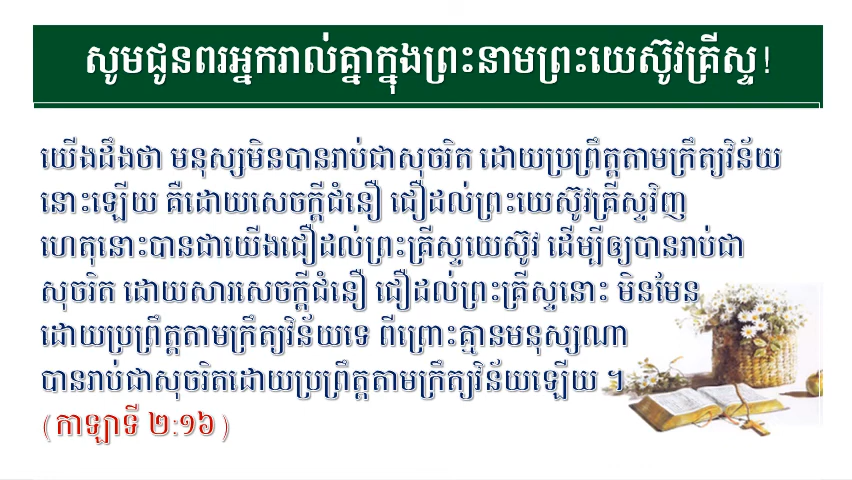 សូមជូនពរអ្នករាល់គ្នាក្នុងព្រះនាមព្រះយេស៊ូវគ្រីស្ទ!
យើងដឹងថា មនុស្សមិនបានរាប់ជាសុចរិត ដោយប្រព្រឹត្តតាមក្រឹត្យវិន័យ
នោះឡើយ គឺដោយសេចក្តីជំនឿ ជឿដល់ព្រះយេស៊ូវគ្រីស្ទវិញ
ហេតុនោះបានជាយើងជឿដល់ព្រះគ្រីស្ទយេស៊ូវ ដើម្បីឲ្យបានរាប់ជា
សុចរិត ដោយសារសេចក្តីជំនឿ ជឿដល់ព្រះគ្រីស្ទនោះ មិនមែន
ដោយប្រព្រឹត្តតាមក្រឹត្យវិន័យទេ ពីព្រោះគ្មានមនុស្សណា
បានរាប់ជាសុចរិតដោយប្រព្រឹត្តតាមក្រឹត្យវិន័យឡើយ ។
(កាឡាទី ២:១៦)